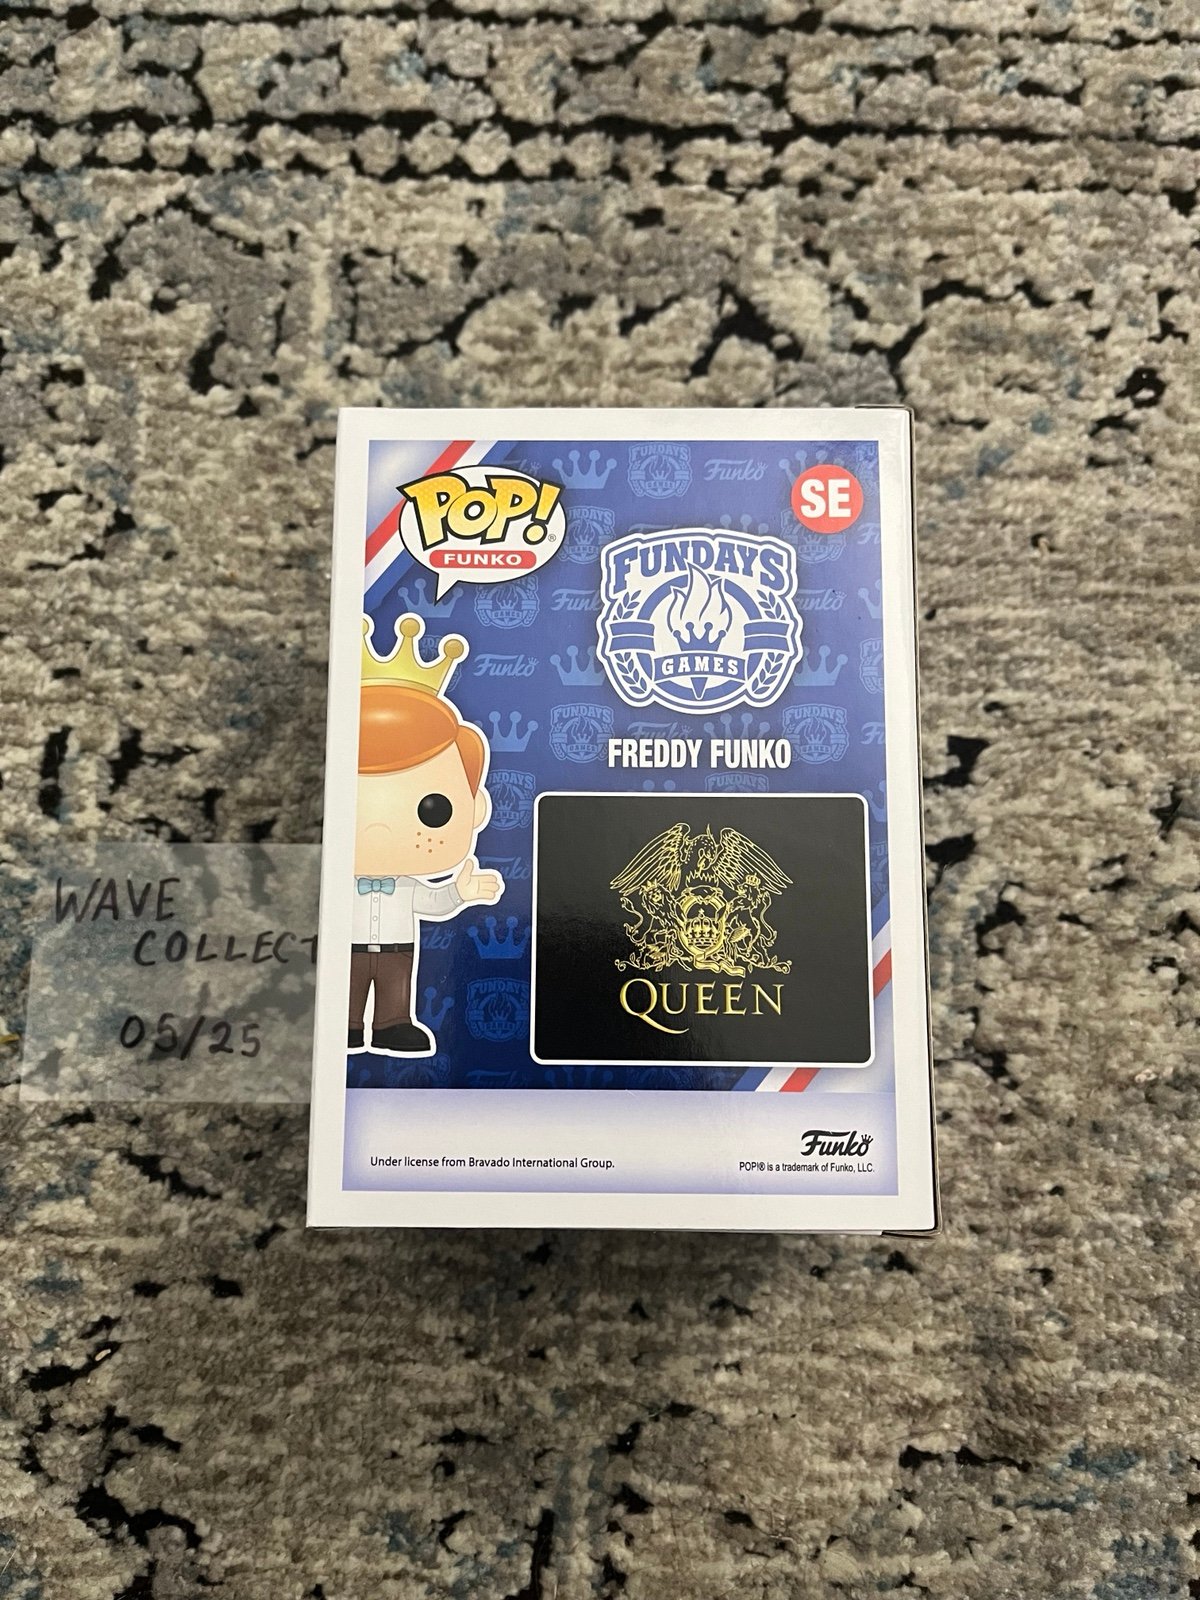 POP!®
FUNKO
SE
FUNDAYS
GAMES
FREDDY FUNKO
QUEEN
WAVE
COLLECT
05/25
Funko
Under license from Bravado International Group.
POP!® is a trademark of Funko, LLC.